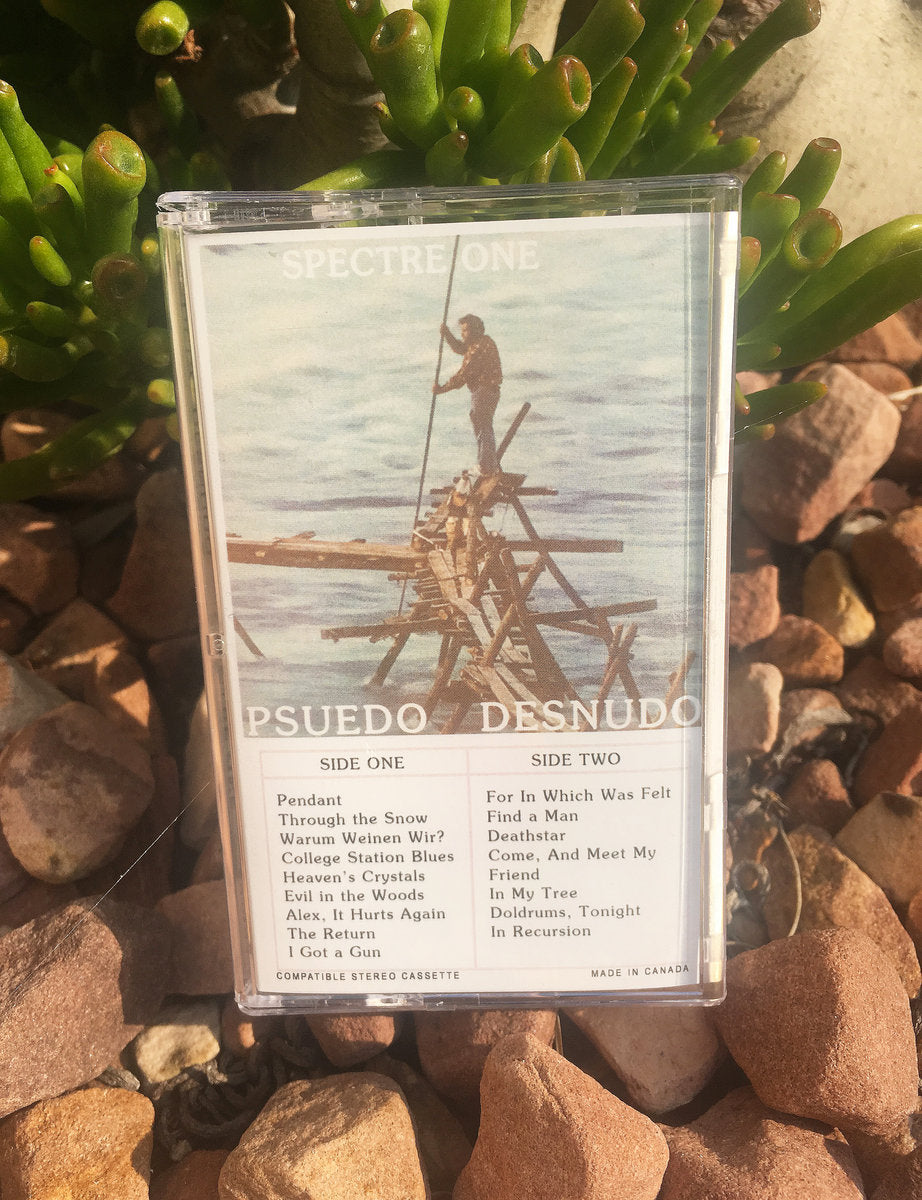 SPECTRE ONE
PSUEDO DESNUDO
SIDE ONE
Pendant
Through the Snow
Warum Weinen Wir?
College Station Blues
Heaven's Crystals
Evil in the Woods
Alex, It Hurts Again
The Return
I Got a Gun
SIDE TWO
For In Which Was Felt
Find a Man
Deathstar
Come, And Meet My
Friend
In My Tree
Doldrums, Tonight
In Recursion
COMPATIBLE STEREO CASSETTE
MADE IN CANADA